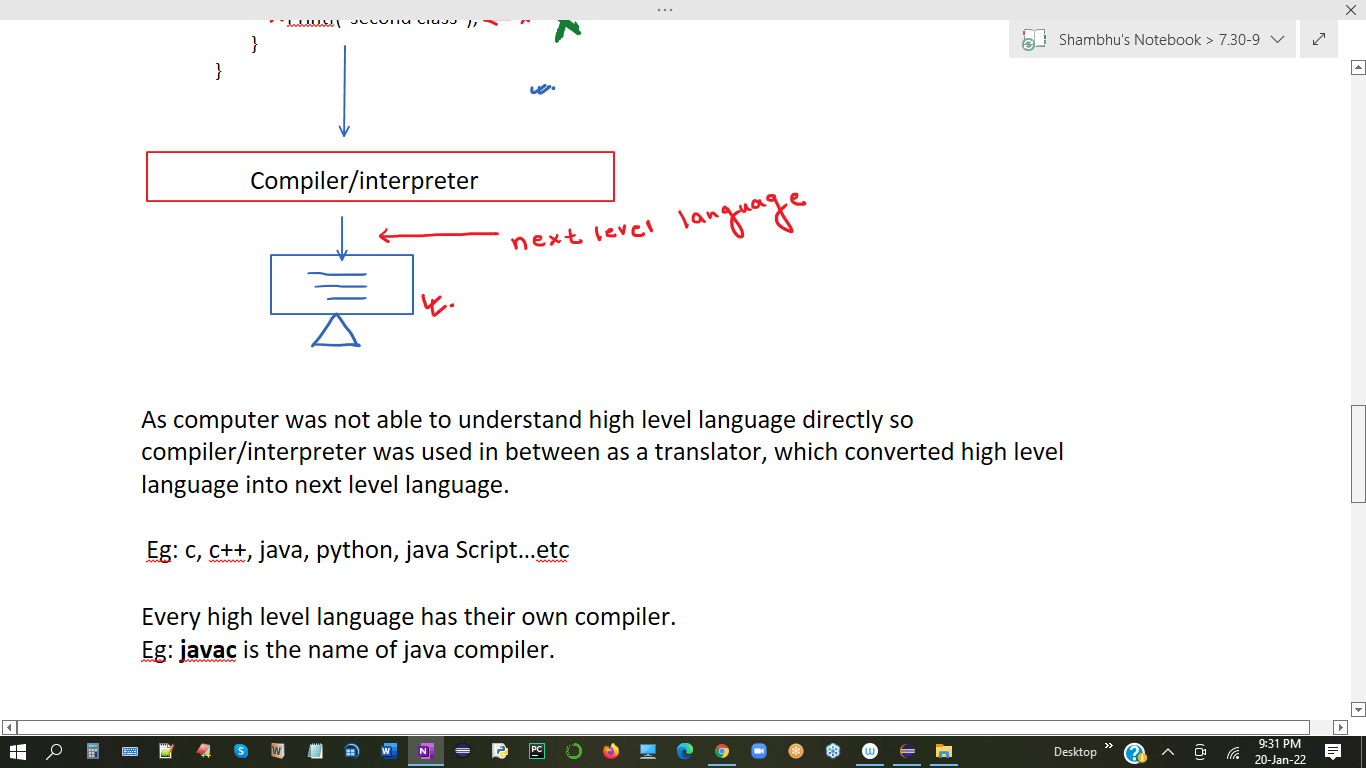 Print("second class");
}
}
Shambhu's Notebook > 7.30-9
Compiler/interpreter
next level language
As computer was not able to understand high level language directly so
compiler/interpreter was used in between as a translator, which converted high level
language into next level language.
Eg: c, c++, java, python, java Script...etc
Every high level language has their own compiler.
Eg: javac is the name of java compiler.
Desktop
9:31 PM
20-Jan-22